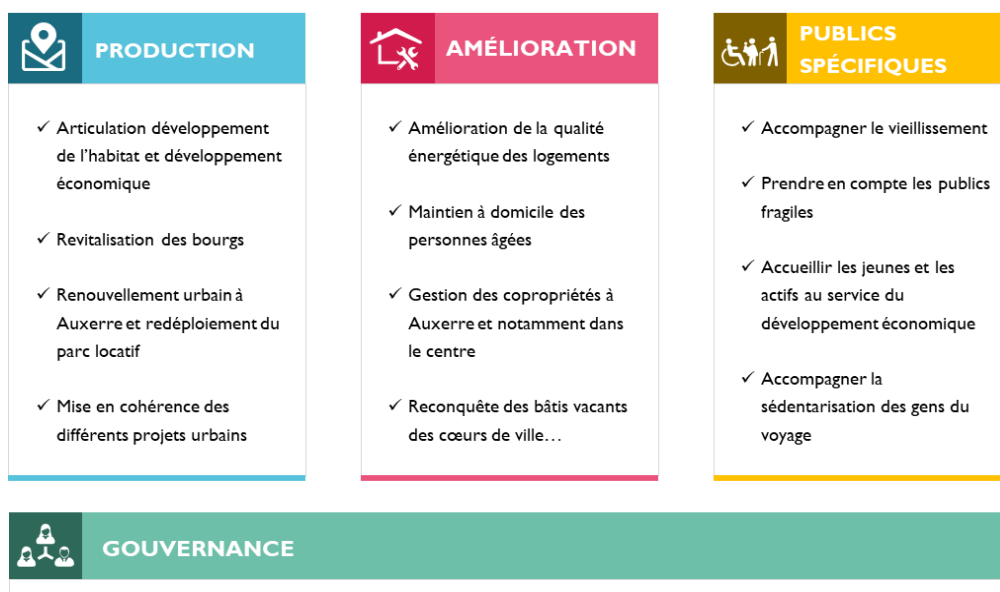 PRODUCTION
✓ Articulation développement
de l'habitat et développement
économique
✓ Revitalisation des bourgs
✓ Renouvellement urbain à
Auxerre et redéploiement du
parc locatif
✓ Mise en cohérence des
différents projets urbains
AMÉLIORATION
✓ Amélioration de la qualité
énergétique des logements
✓ Maintien à domicile des
personnes âgées
✓ Gestion des copropriétés à
Auxerre et notamment dans
le centre
✓ Reconquête des bâtis vacants
des cœurs de ville…
PUBLICS
SPÉCIFIQUES
✓ Accompagner le vieillissement
✓ Prendre en compte les publics
fragiles
✓ Accueillir les jeunes et les
actifs au service du
développement économique
✓ Accompagner la
sédentarisation des gens du
voyage
GOUVERNANCE